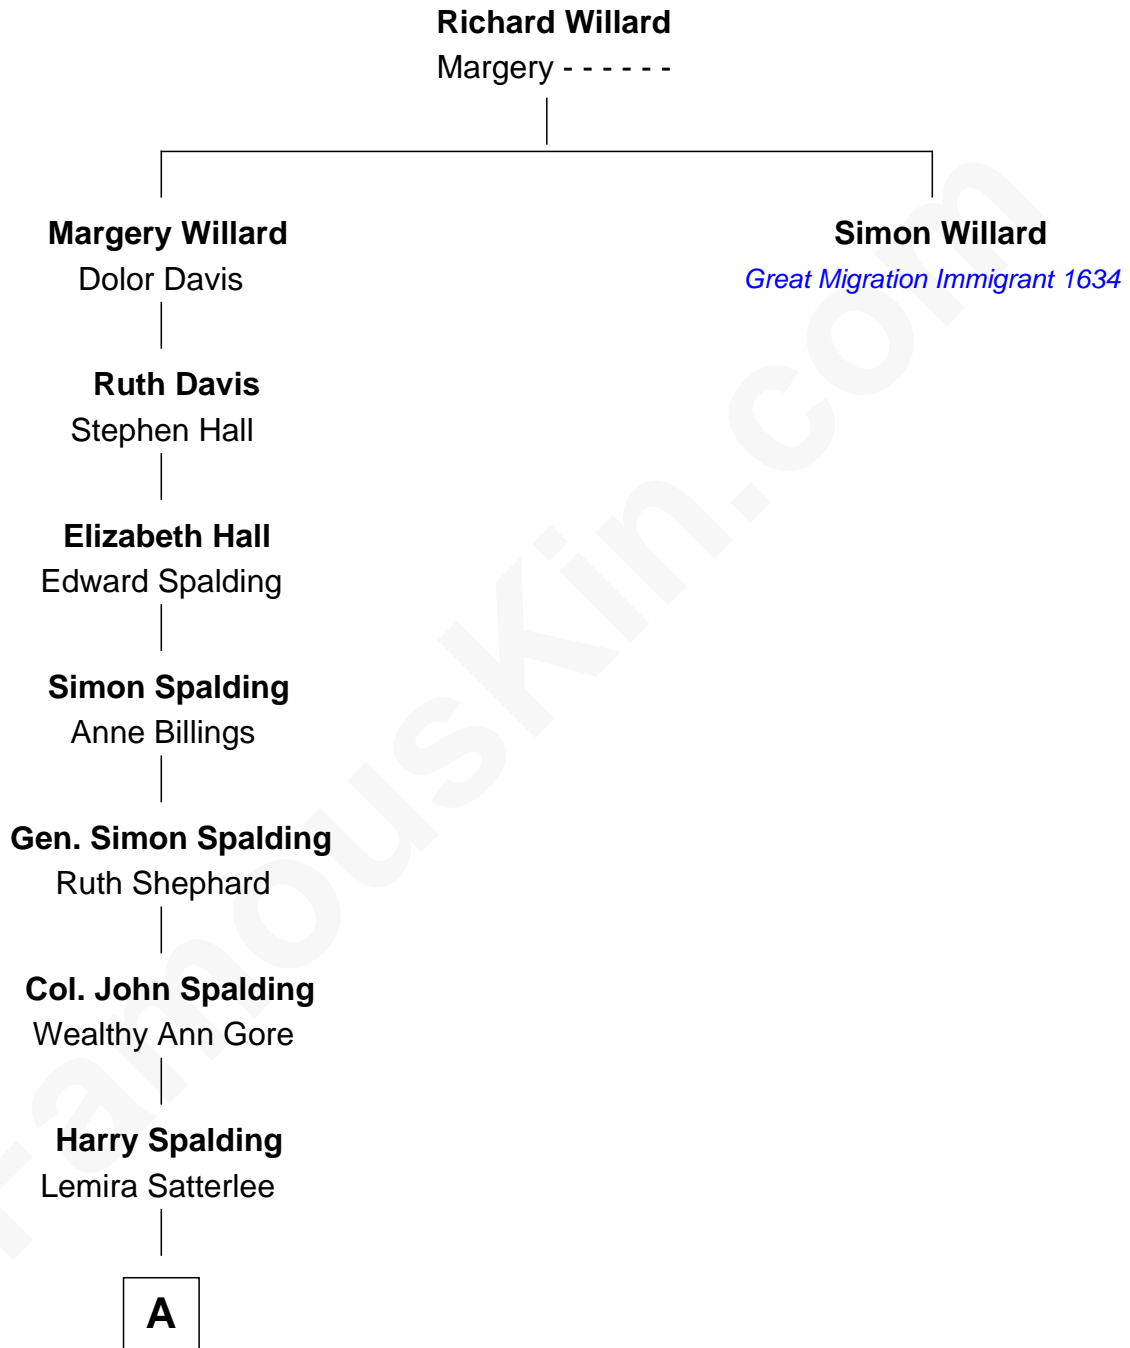 Richard Willard
Margery - - - - - -
Margery Willard
Dolor Davis
Simon Willard
Great Migration Immigrant 1634
Ruth Davis
Stephen Hall
Elizabeth Hall
Edward Spalding
Simon Spalding
Anne Billings
Gen. Simon Spalding
Ruth Shephard
Col. John Spalding
Wealthy Ann Gore
Harry Spalding
Lemira Satterlee
A
FamousKin.com